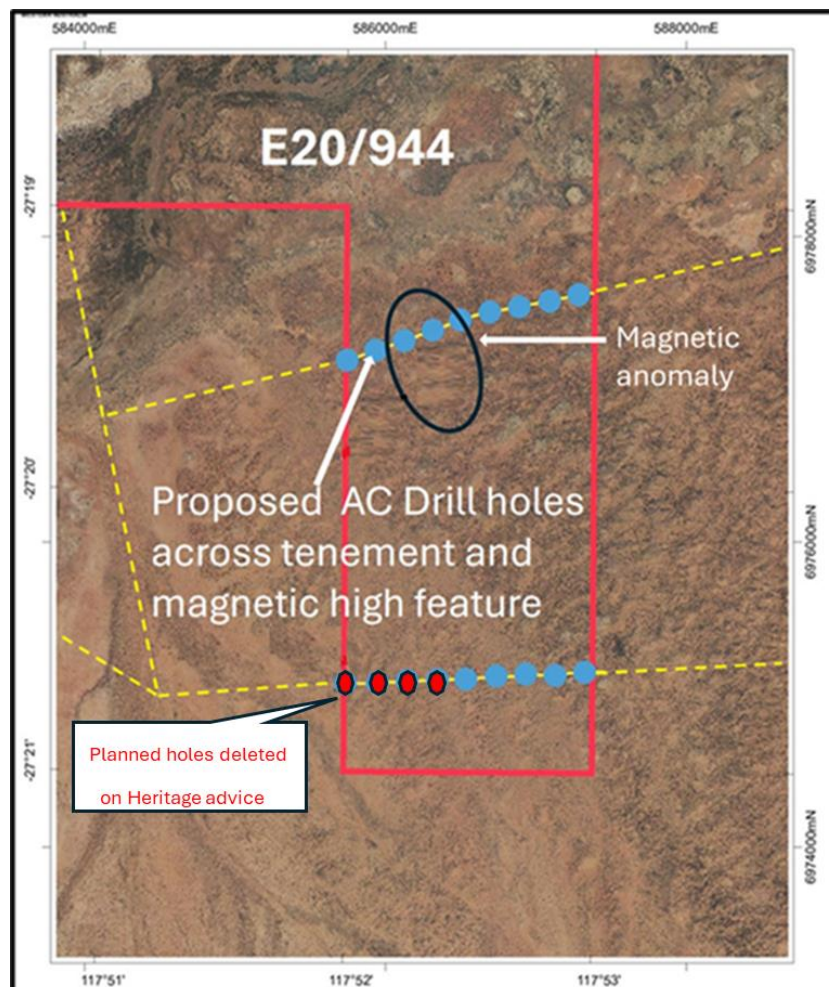 584000mE 586000mE 588000mE
E20/944
-27°19'
6978000mN
Magnetic
anomaly
-27°20'
Proposed AC Drill holes
across tenement and
magnetic high feature
6976000mN
Planned holes deleted
on Heritage advice
-27°21'
6974000mN
117°51' 117°52' 117°53'